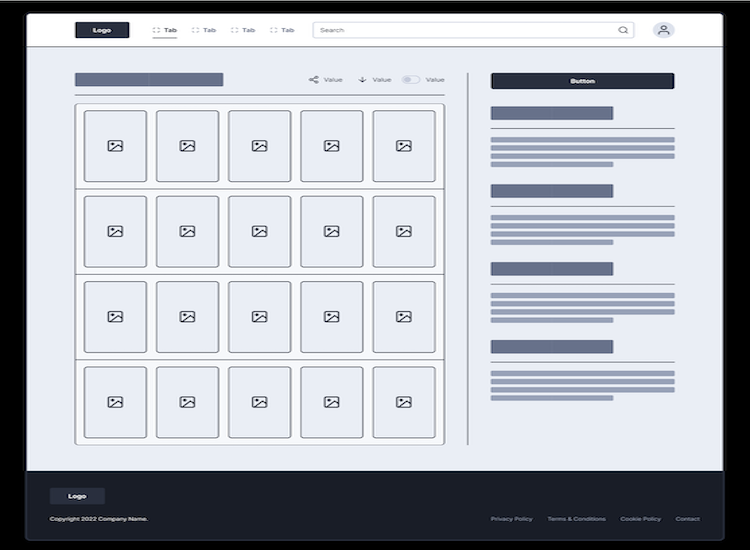 Logo Tab Tab Tab Tab Search
Value Value Value Button
Logo
Copyright 2022 Company Name. Privacy Policy Terms & Conditions Cookie Policy Contact